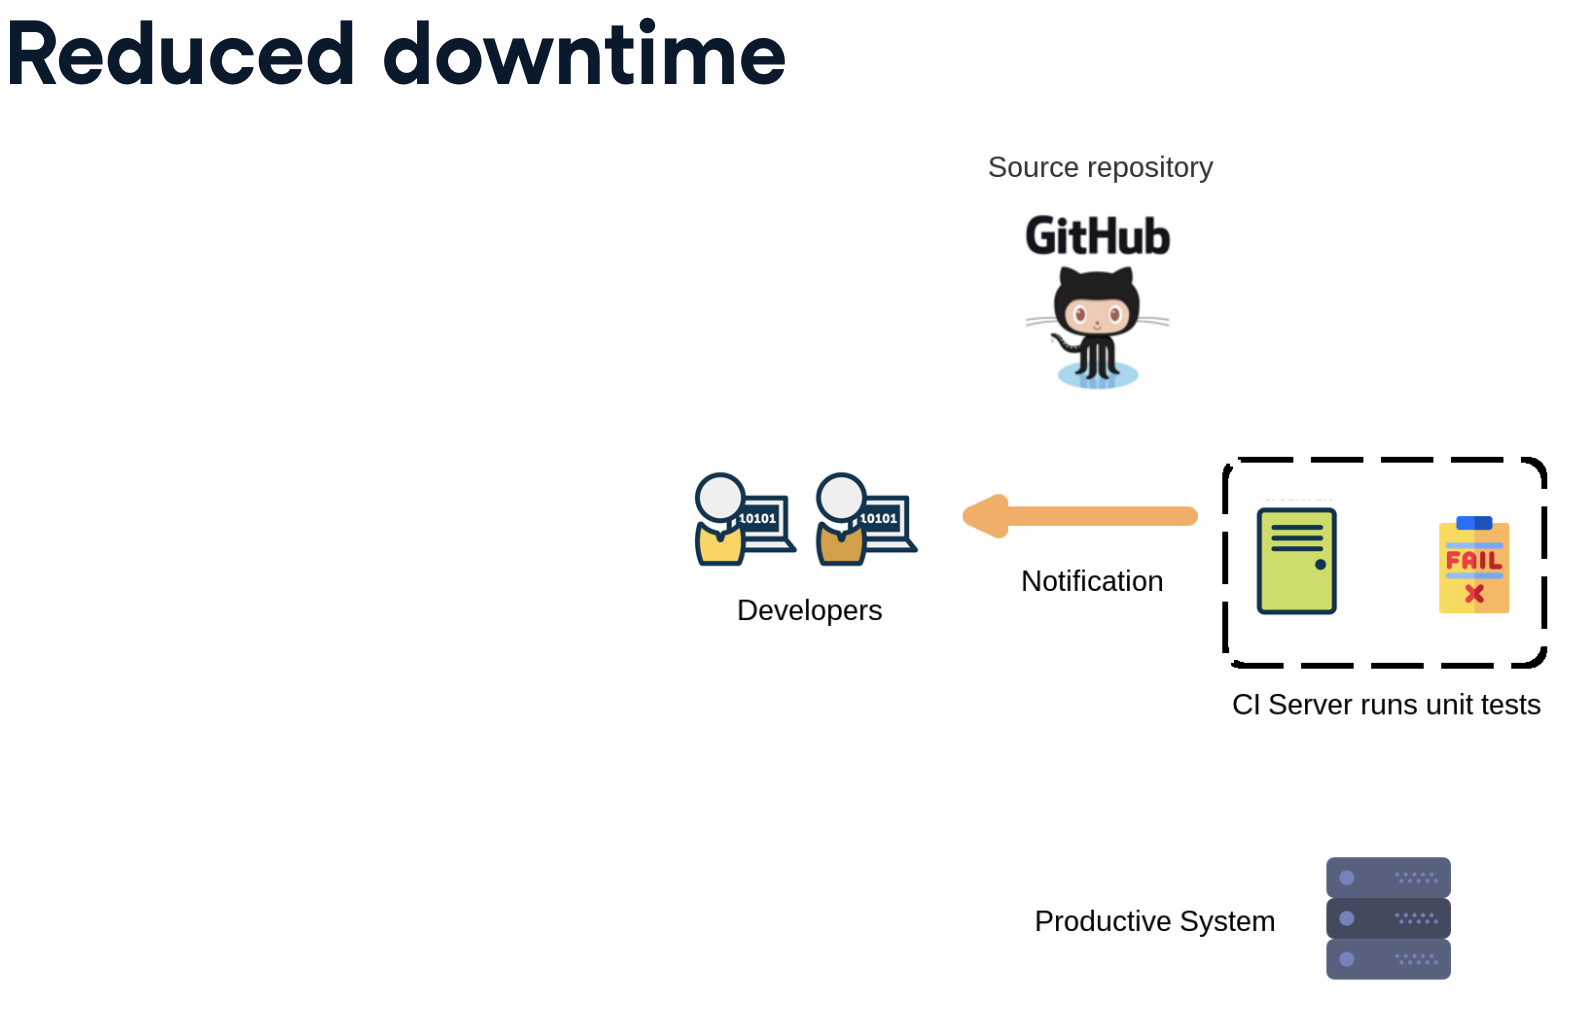 Reduced downtime
Source repository
GitHub
10101
10101
FAIL
Notification
Developers
CI Server runs unit tests
Productive System